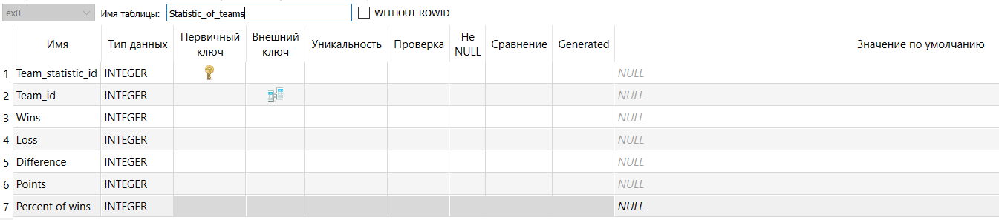 ex0 Имя таблицы: Statistic_of_teams WITHOUT ROWID
Имя Тип данных Первичный ключ Внешний ключ Уникальность Проверка Не NULL Сравнение Generated Значение по умолчанию
1 Team_statistic_id INTEGER NULL
2 Team_id INTEGER NULL
3 Wins INTEGER NULL
4 Loss INTEGER NULL
5 Difference INTEGER NULL
6 Points INTEGER NULL
7 Percent of wins INTEGER NULL